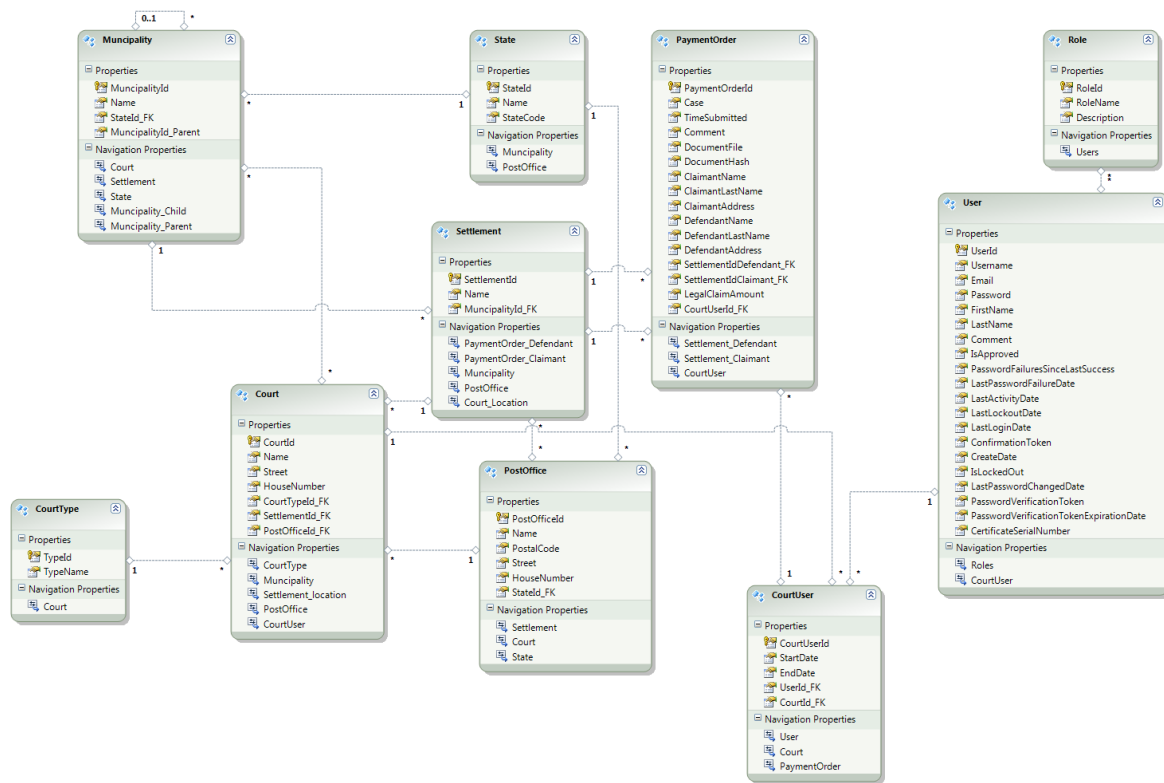 0..1
*
Muncipality
Properties
MuncipalityId
Name
StateId_FK
MuncipalityId_Parent
Navigation Properties
Court
Settlement
State
Muncipality_Child
Muncipality_Parent
*
1
*
*
1
*
State
Properties
StateId
Name
StateCode
Navigation Properties
Muncipality
PostOffice
1
*
PaymentOrder
Properties
PaymentOrderId
Case
TimeSubmitted
Comment
DocumentFile
DocumentHash
ClaimantName
ClaimantLastName
ClaimantAddress
DefendantName
DefendantLastName
DefendantAddress
SettlementIdDefendant_FK
SettlementIdClaimant_FK
LegalClaimAmount
CourtUserId_FK
Navigation Properties
Settlement_Defendant
Settlement_Claimant
CourtUser
*
1
Role
Properties
RoleId
RoleName
Description
Navigation Properties
Users
*
*
User
Properties
UserId
Username
Email
Password
FirstName
LastName
Comment
IsApproved
PasswordFailuresSinceLastSuccess
LastPasswordFailureDate
LastActivityDate
LastLockoutDate
LastLoginDate
ConfirmationToken
CreateDate
IsLockedOut
LastPasswordChangedDate
PasswordVerificationToken
PasswordVerificationTokenExpirationDate
CertificateSerialNumber
Navigation Properties
Roles
CourtUser
1
*
Settlement
Properties
SettlementId
Name
MuncipalityId_FK
Navigation Properties
PaymentOrder_Defendant
PaymentOrder_Claimant
Muncipality
PostOffice
Court_Location
1
*
1
*
*
*
Court
Properties
CourtId
Name
Street
HouseNumber
CourtTypeId_FK
SettlementId_FK
PostOfficeId_FK
Navigation Properties
CourtType
Muncipality
Settlement_location
PostOffice
CourtUser
*
1
1
*
*
1
CourtType
Properties
TypeId
TypeName
Navigation Properties
Court
1
*
PostOffice
Properties
PostOfficeId
Name
PostalCode
Street
HouseNumber
StateId_FK
Navigation Properties
Settlement
Court
State
CourtUser
Properties
CourtUserId
StartDate
EndDate
UserId_FK
CourtId_FK
Navigation Properties
User
Court
PaymentOrder